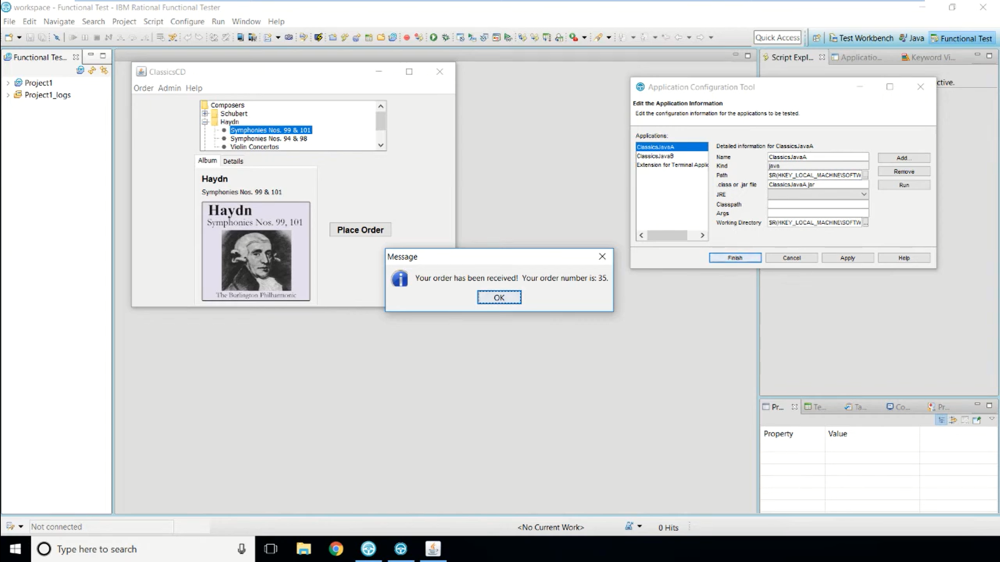 workspace - Functional Test - IBM Rational Functional Tester
File Edit Navigate Search Project Script Configure Run Window Help
Quick Access Test Workbench Java Functional Test
Functional Tes...
Project1
Project1_logs
ClassicsCD
Order Admin Help
Composers
Schubert
Haydn
Symphonies Nos. 99 & 101
Symphonies Nos. 94 & 98
Violin Concertos
Album Details
Haydn
Symphonies Nos. 99 & 101
Haydn
Symphonies Nos. 99, 101
The Burlington Philharmonic
Place Order
Message
Your order has been received! Your order number is: 35.
OK
Script Expl... Applicatio... Keyword Vi...
ctive.
Application Configuration Tool
Edit the Application Information
Edit the configuration information for the applications to be tested.
Applications:
ClassicsJavaA
ClassicsJavaB
Extension for Terminal Applic
Detailed information for ClassicsJavaA
Name ClassicsJavaA
Kind java
Path $R(HKEY_LOCAL_MACHINE\SOFTW ...
.class or .jar file ClassicsJavaA.jar
JRE
Classpath
Args
Working Directory $R(HKEY_LOCAL_MACHINE\SOFTW ...
Add...
Remove
Run
Finish Cancel Apply Help
Pr... Te... Ta... Co... Pr...
Property Value
Not connected
<No Current Work>
0 Hits
Type here to search